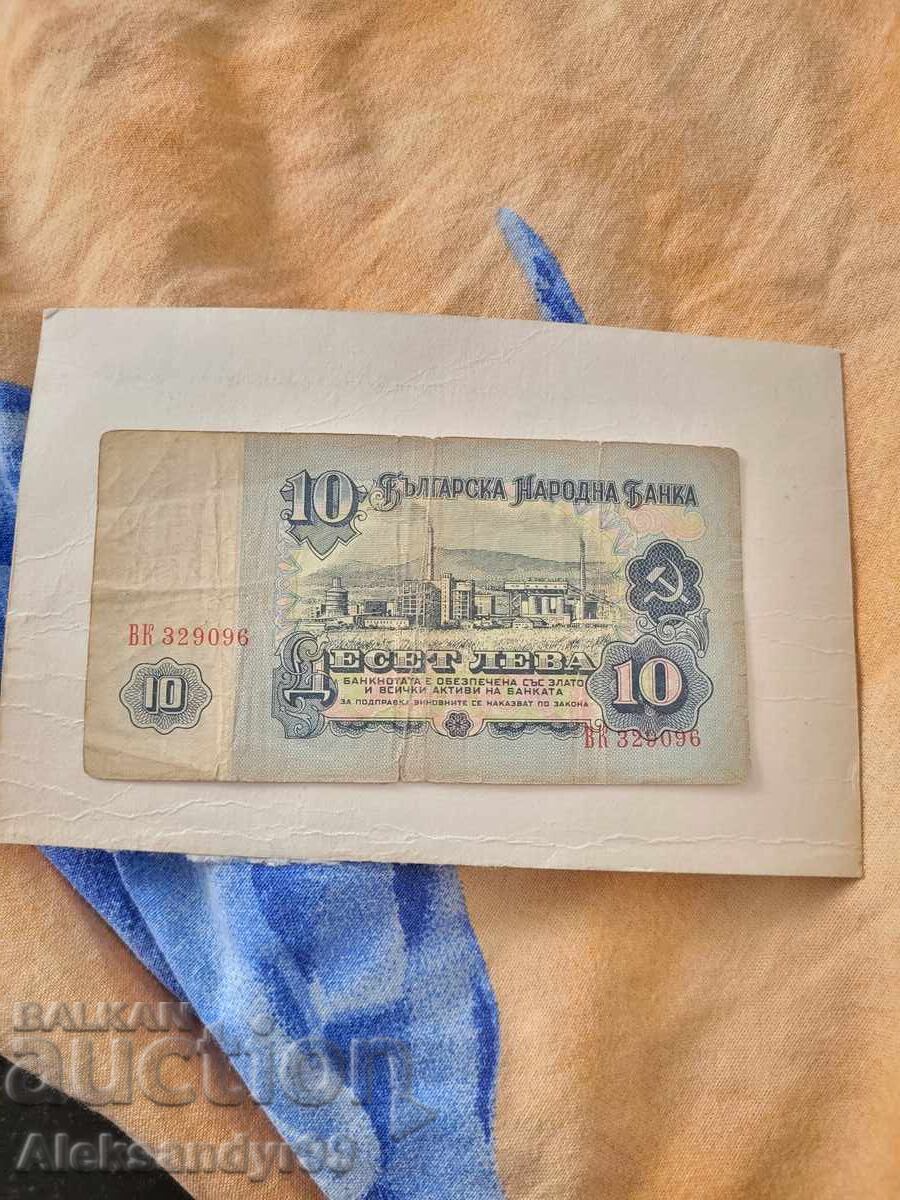 10 БЪЛГАРСКА НАРОДНА БАНКА
ВК 329096
10
ДЕСЕТ ЛЕВА
БАНКНОТАТА Е ОБЕЗПЕЧЕНА СЪС ЗЛАТО
И ВСИЧКИ АКТИВИ НА БАНКАТА
ЗА ПОДПРАВКА ВИНОВНИТЕ СЕ НАКАЗВАТ ПО ЗАКОНА
10
ВК 329096
BALKAN
auction
Aleksandyr99